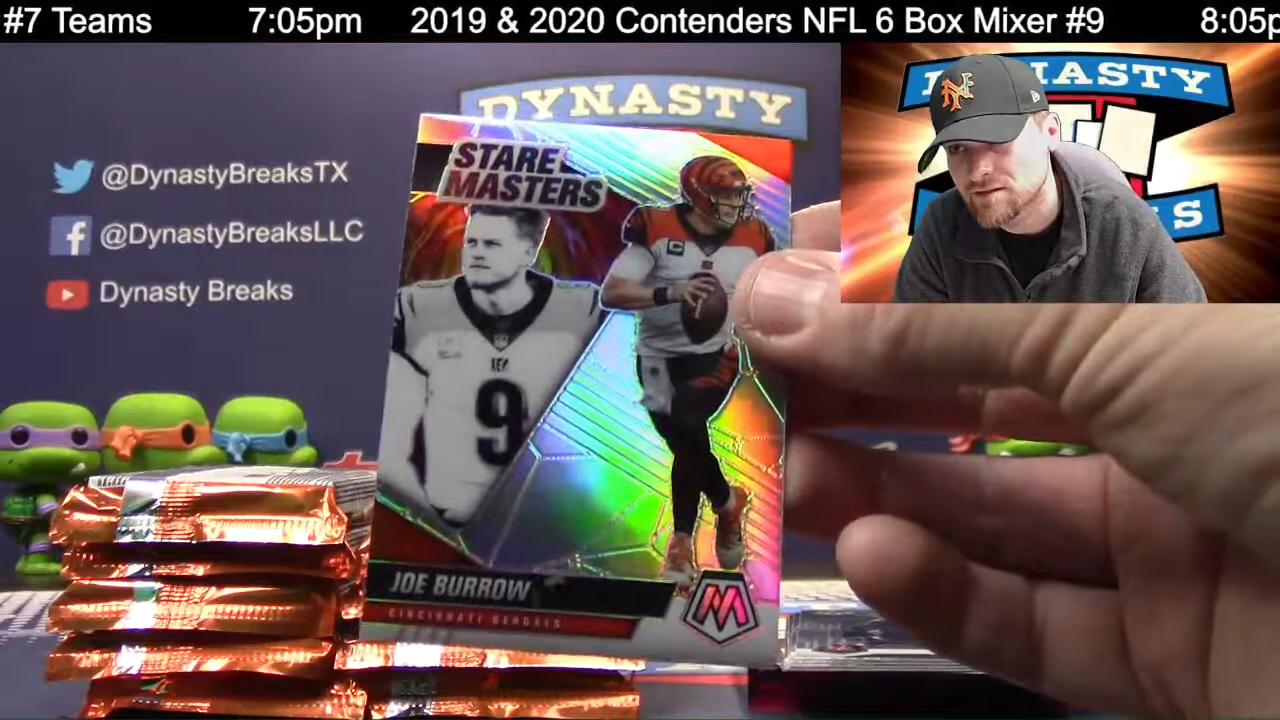 #7 Teams 7:05pm 2019 & 2020 Contenders NFL 6 Box Mixer #9 8:05p
@DynastyBreaksTX
@DynastyBreaksLLC
Dynasty Breaks
DYNASTY
STARE
MASTERS
9
JOE BURROW
CINCINNATI BENGALS
M
DYNASTY
NY